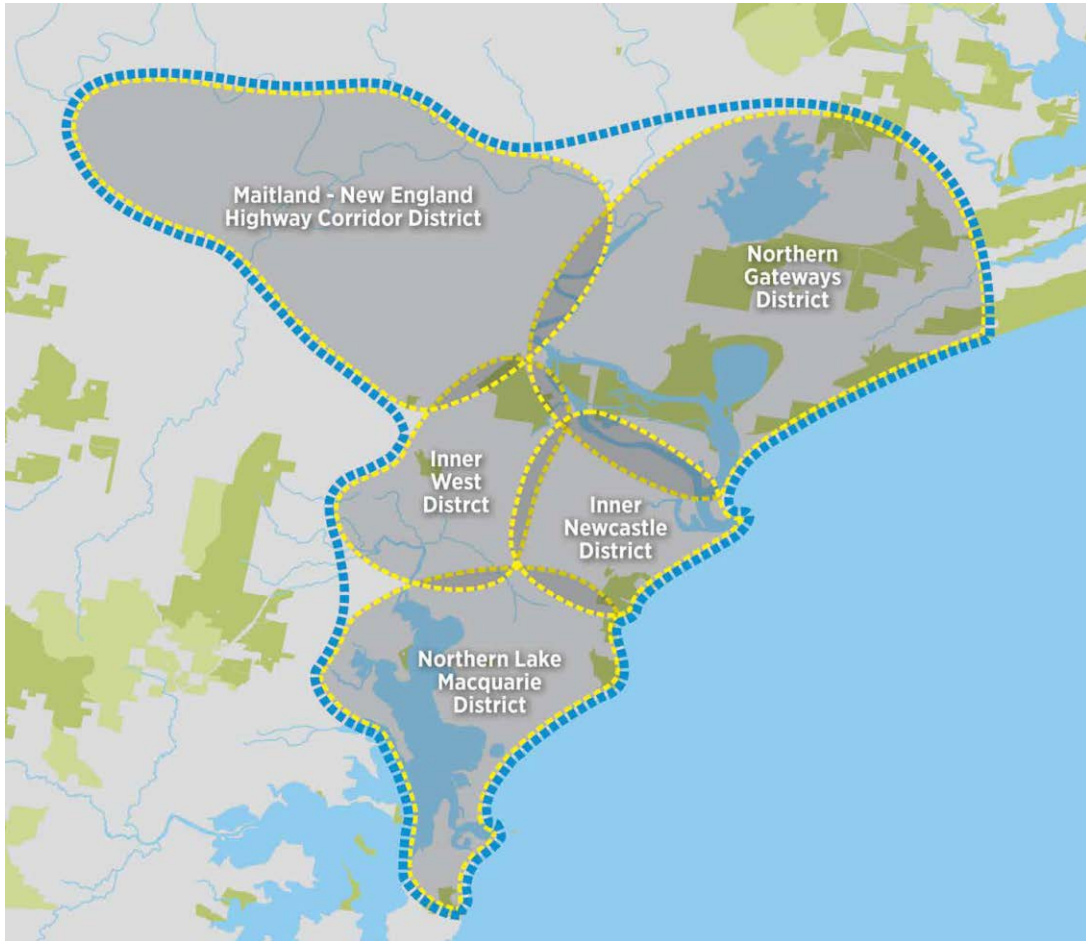 Maitland - New England
Highway Corridor District
Northern
Gateways
District
Inner
West
Distrct
Inner
Newcastle
District
Northern Lake
Macquarie
District